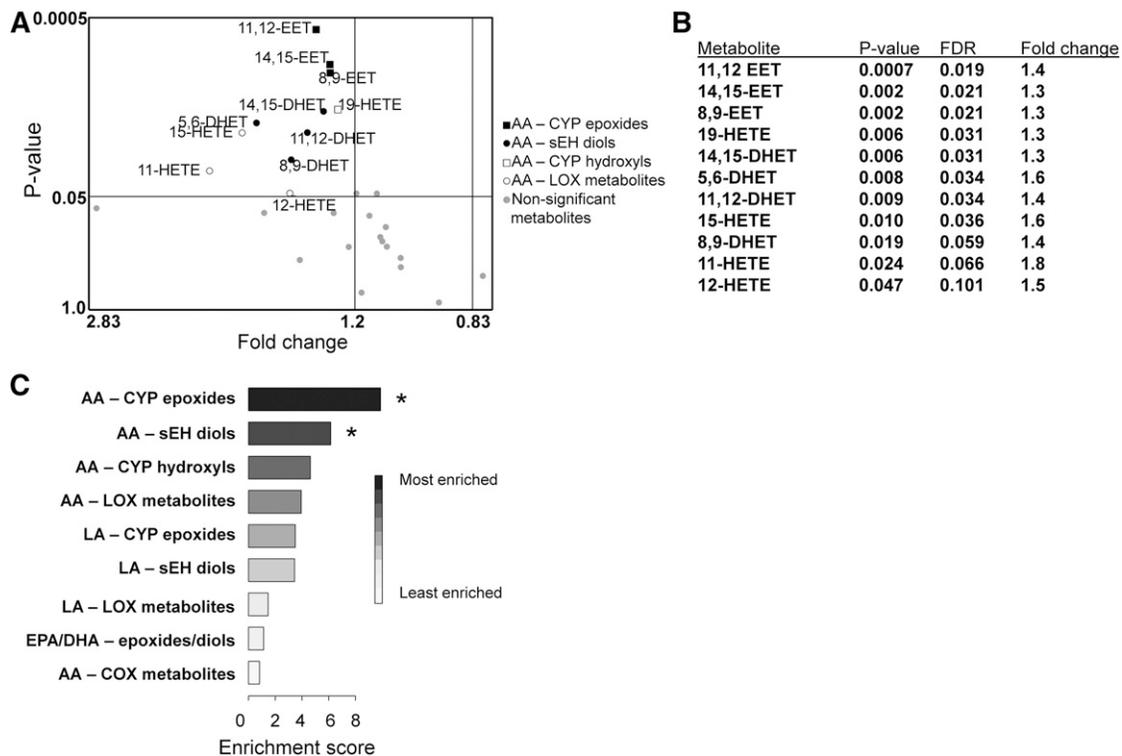 A
0.0005
11,12-EET
14,15-EET
8,9-EET
14,15-DHET
19-HETE
5,6-DHET
15-HETE
11,12-DHET
11-HETE
8,9-DHET
12-HETE
P-value
0.05
1.0
2.83
1.2
0.83
Fold change
AA – CYP epoxides
AA – sEH diols
AA – CYP hydroxyls
AA – LOX metabolites
Non-significant
metabolites
B
Metabolite P-value FDR Fold change
11,12 EET 0.0007 0.019 1.4
14,15-EET 0.002 0.021 1.3
8,9-EET 0.002 0.021 1.3
19-HETE 0.006 0.031 1.3
14,15-DHET 0.006 0.031 1.3
5,6-DHET 0.008 0.034 1.6
11,12-DHET 0.009 0.034 1.4
15-HETE 0.010 0.036 1.6
8,9-DHET 0.019 0.059 1.4
11-HETE 0.024 0.066 1.8
12-HETE 0.047 0.101 1.5
C
AA – CYP epoxides *
AA – sEH diols *
AA – CYP hydroxyls
AA – LOX metabolites
LA – CYP epoxides
LA – sEH diols
LA – LOX metabolites
EPA/DHA – epoxides/diols
AA – COX metabolites
Most enriched
Least enriched
0 2 4 6 8
Enrichment score